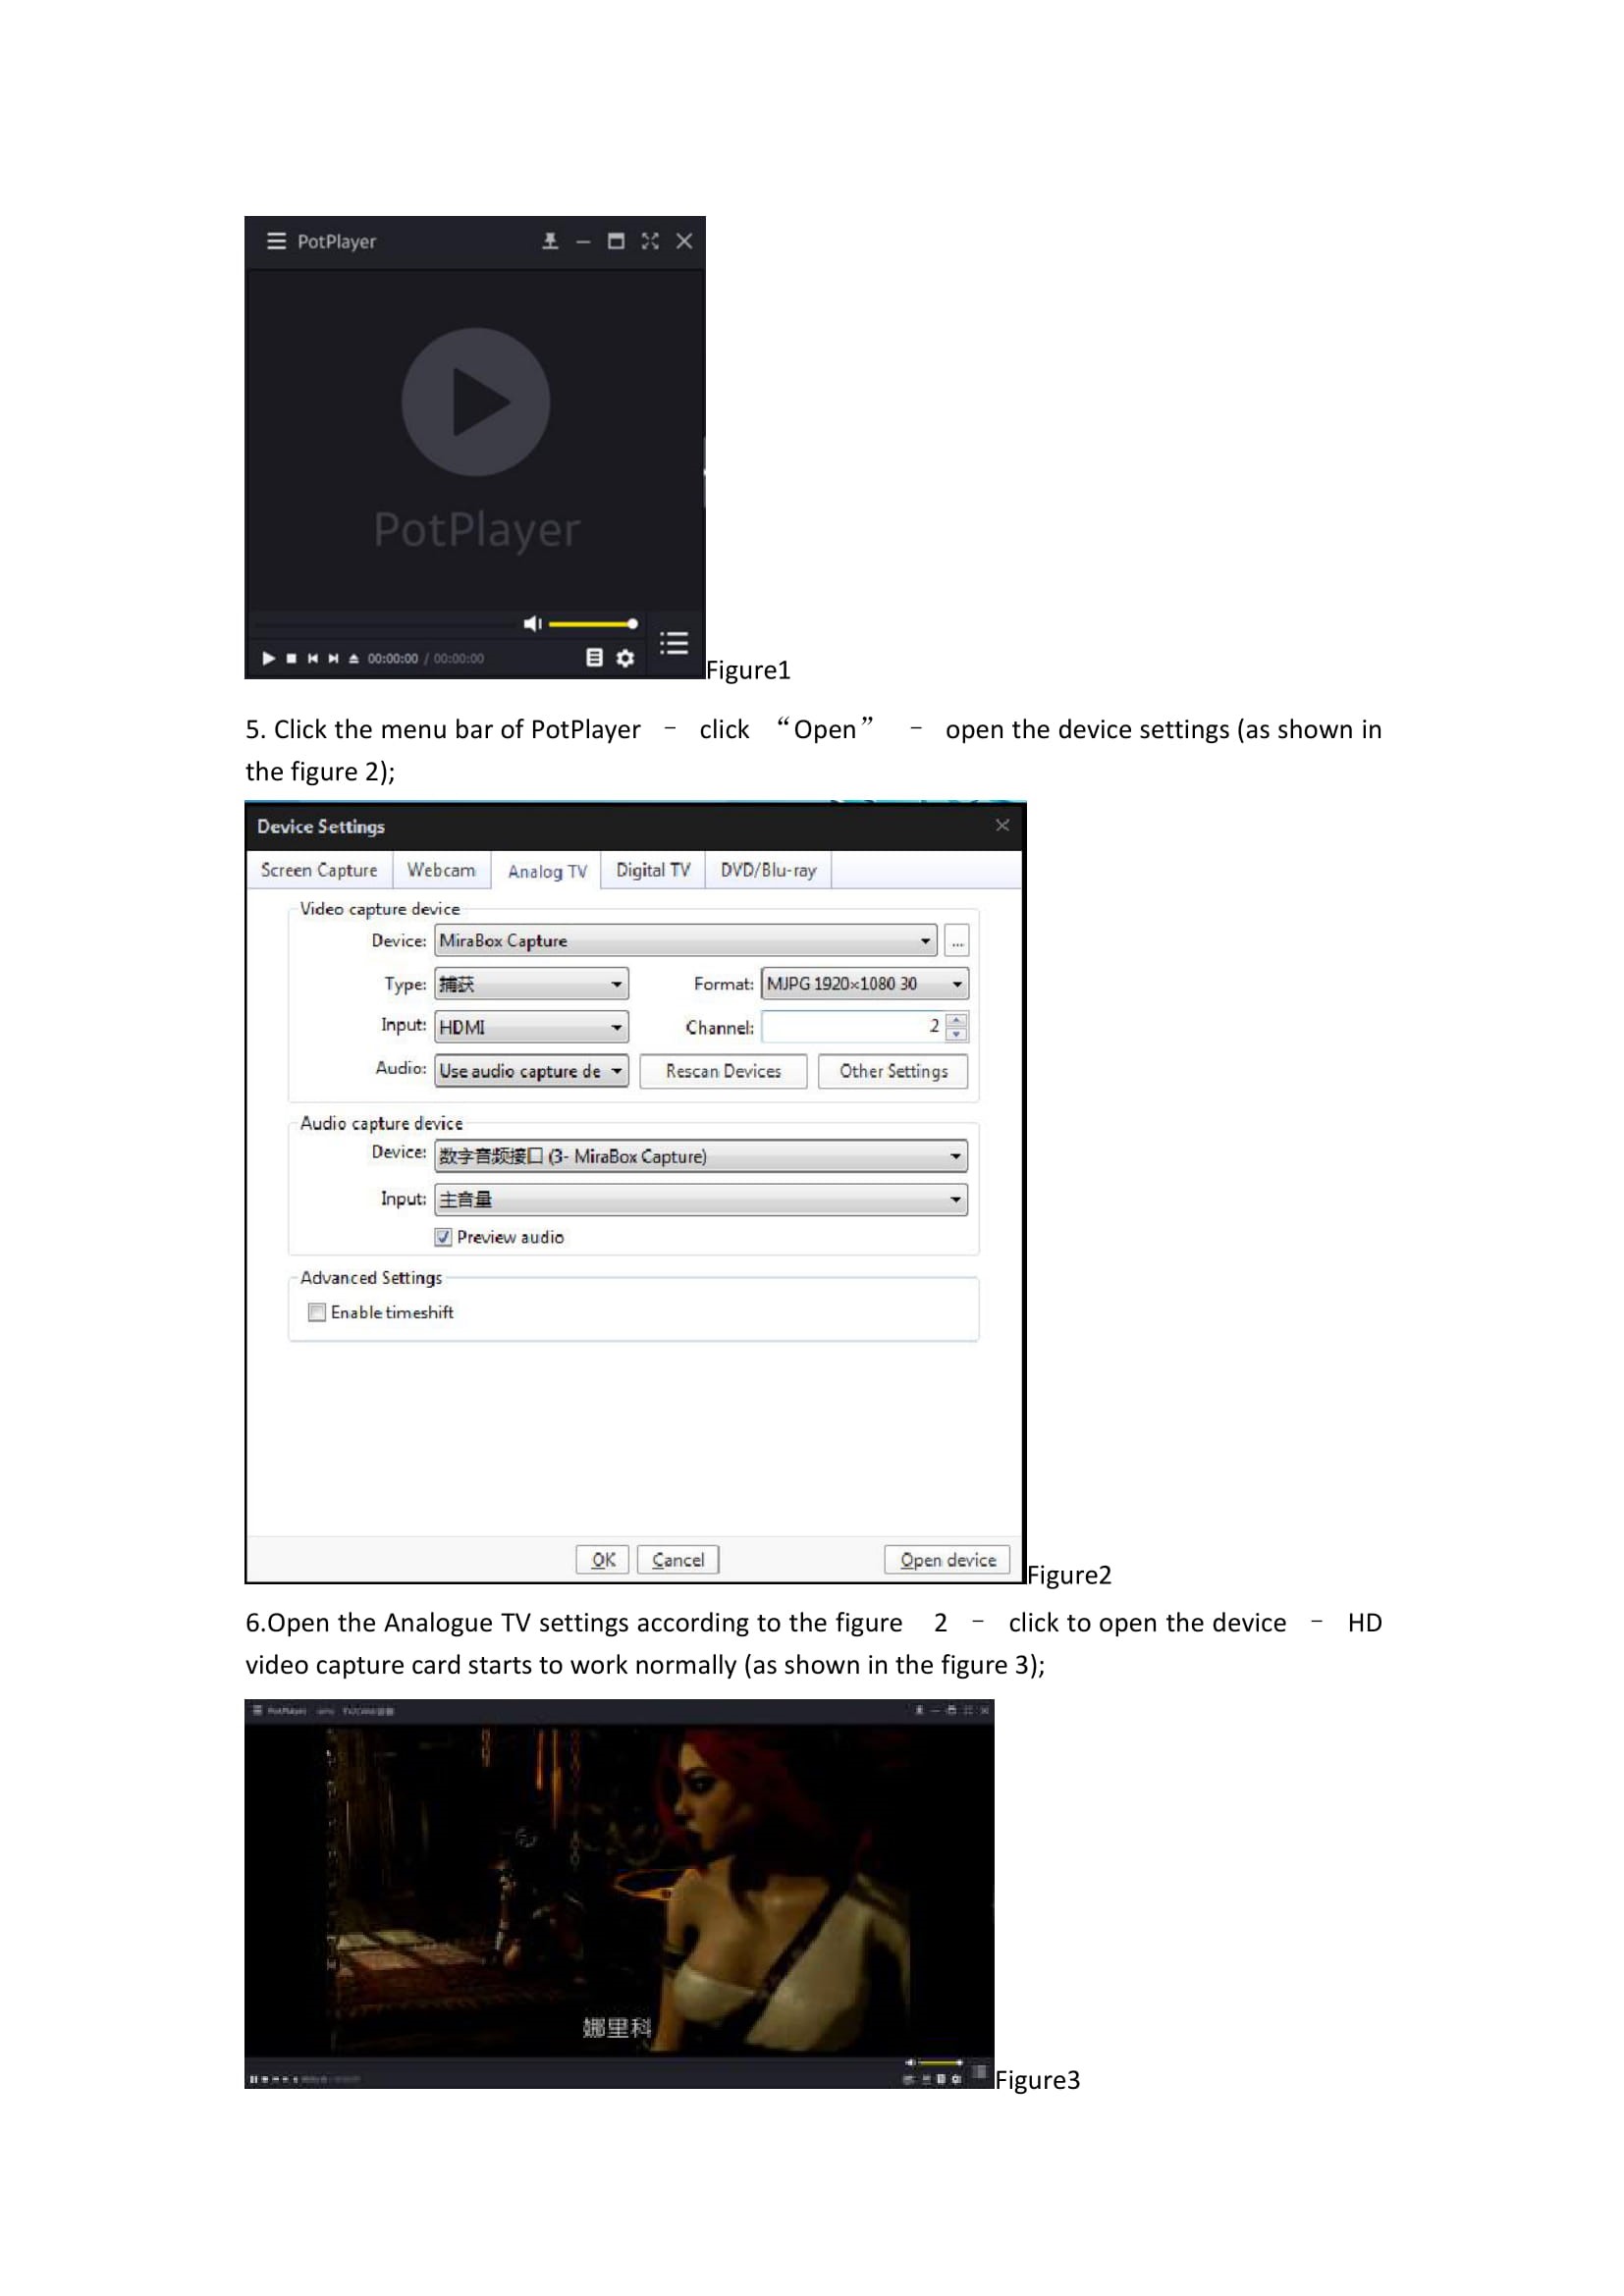 PotPlayer
PotPlayer
00:00:00 / 00:00:00
Figure1
5. Click the menu bar of PotPlayer － click “Open” － open the device settings (as shown in
the figure 2);
Device Settings
Screen Capture Webcam Analog TV Digital TV DVD/Blu-ray
Video capture device
Device: MiraBox Capture ...
Type: 捕获 Format: MJPG 1920×1080 30
Input: HDMI Channel: 2
Audio: Use audio capture de Rescan Devices Other Settings
Audio capture device
Device: 数字音频接口 (3- MiraBox Capture)
Input: 主音量
Preview audio
Advanced Settings
Enable timeshift
OK Cancel Open device
Figure2
6.Open the Analogue TV settings according to the figure 2 － click to open the device － HD
video capture card starts to work normally (as shown in the figure 3);
PotPlayer
娜里科
Figure3